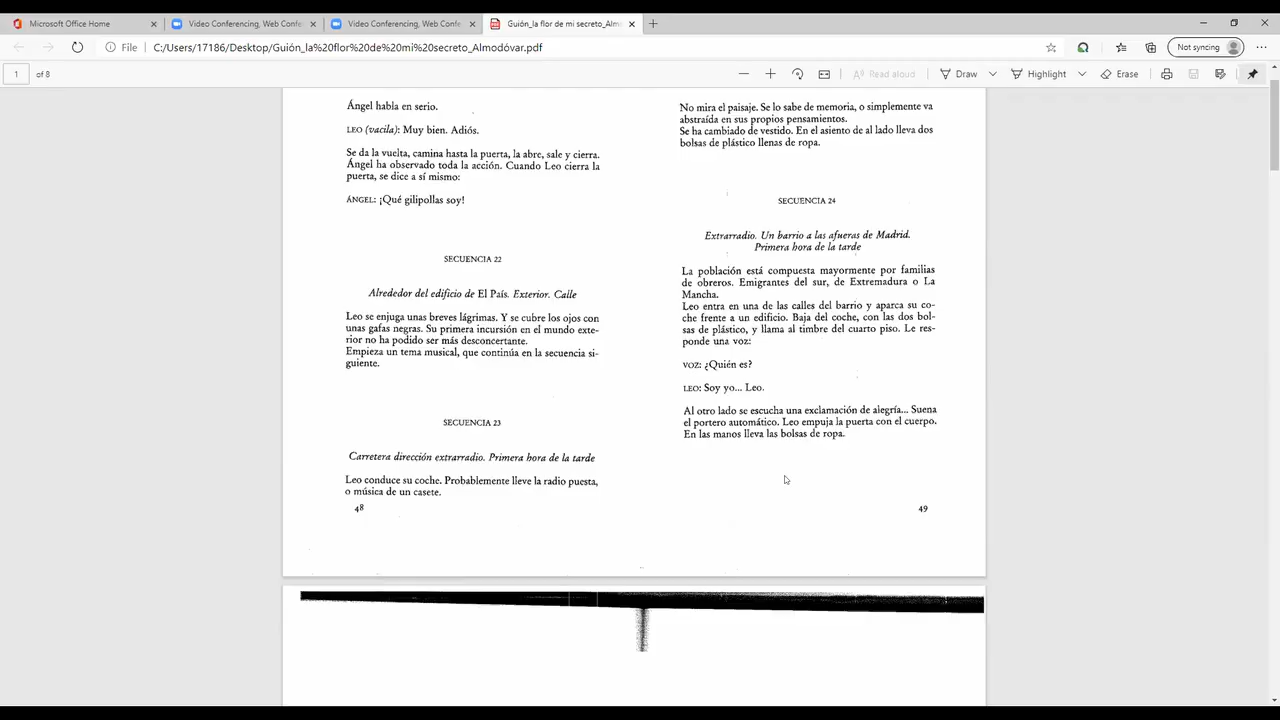 Microsoft Office Home
Video Conferencing, Web Confe
Video Conferencing, Web Confe
Guión_la flor de mi secreto_Almo
File
C:/Users/17186/Desktop/Guión_la%20flor%20de%20mi%20secreto_Almodóvar.pdf
Not syncing
1 of 8
Read aloud
Draw
Highlight
Erase
Ángel habla en serio.
LEO (vacila): Muy bien. Adiós.
Se da la vuelta, camina hasta la puerta, la abre, sale y cierra.
Ángel ha observado toda la acción. Cuando Leo cierra la
puerta, se dice a sí mismo:
ÁNGEL: ¡Qué gilipollas soy!
SECUENCIA 22
Alrededor del edificio de El País. Exterior. Calle
Leo se enjuga unas breves lágrimas. Y se cubre los ojos con
unas gafas negras. Su primera incursión en el mundo exte-
rior no ha podido ser más desconcertante.
Empieza un tema musical, que continúa en la secuencia si-
guiente.
SECUENCIA 23
Carretera dirección extrarradio. Primera hora de la tarde
Leo conduce su coche. Probablemente lleve la radio puesta,
o música de un casete.
48
No mira el paisaje. Se lo sabe de memoria, o simplemente va
abstraída en sus propios pensamientos.
Se ha cambiado de vestido. En el asiento de al lado lleva dos
bolsas de plástico llenas de ropa.
SECUENCIA 24
Extrarradio. Un barrio a las afueras de Madrid.
Primera hora de la tarde
La población está compuesta mayormente por familias
de obreros. Emigrantes del sur, de Extremadura o La
Mancha.
Leo entra en una de las calles del barrio y aparca su co-
che frente a un edificio. Baja del coche, con las dos bol-
sas de plástico, y llama al timbre del cuarto piso. Le res-
ponde una voz:
VOZ: ¿Quién es?
LEO: Soy yo... Leo.
Al otro lado se escucha una exclamación de alegría... Suena
el portero automático. Leo empuja la puerta con el cuerpo.
En las manos lleva las bolsas de ropa.
49